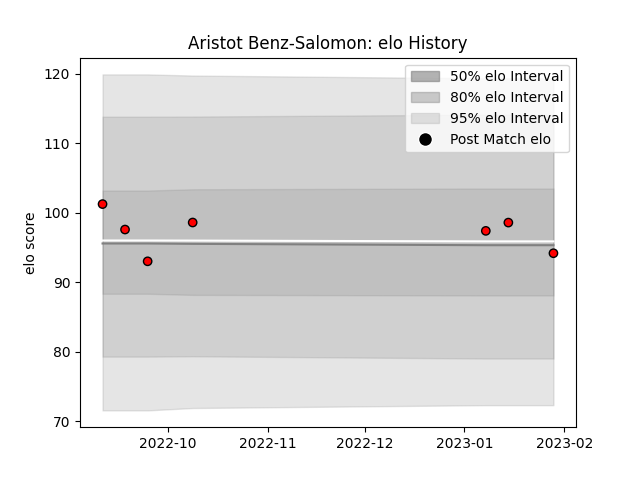 Aristot Benz-Salomon: elo History
120
110
100
90
80
70
elo score
50% elo Interval
80% elo Interval
95% elo Interval
Post Match elo
2022-10
2022-11
2022-12
2023-01
2023-02